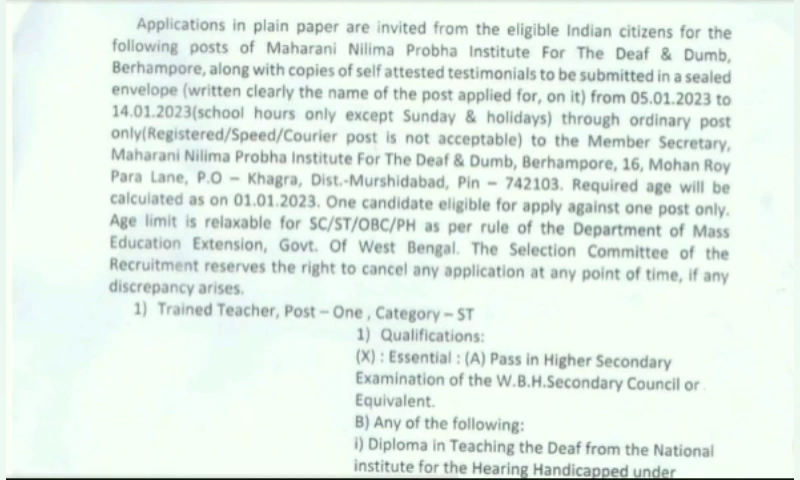 Applications in plain paper are invited from the eligible Indian citizens for the
following posts of Maharani Nilima Probha Institute For The Deaf & Dumb,
Berhampore, along with copies of self attested testimonials to be submitted in a sealed
envelope (written clearly the name of the post applied for, on it) from 05.01.2023 to
14.01.2023(school hours only except Sunday & holidays) through ordinary post
only(Registered/Speed/Courier post is not acceptable) to the Member Secretary,
Maharani Nilima Probha Institute For The Deaf & Dumb, Berhampore, 16, Mohan Roy
Para Lane, P.O – Khagra, Dist.-Murshidabad, Pin – 742103. Required age will be
calculated as on 01.01.2023. One candidate eligible for apply against one post only.
Age limit is relaxable for SC/ST/OBC/PH as per rule of the Department of Mass
Education Extension, Govt. Of West Bengal. The Selection Committee of the
Recruitment reserves the right to cancel any application at any point of time, if any
discrepancy arises.
1) Trained Teacher, Post – One , Category – ST
1) Qualifications:
(X) : Essential : (A) Pass in Higher Secondary
Examination of the W.B.H.Secondary Council or
Equivalent.
B) Any of the following:
i) Diploma in Teaching the Deaf from the National
institute for the Hearing Handicapped under